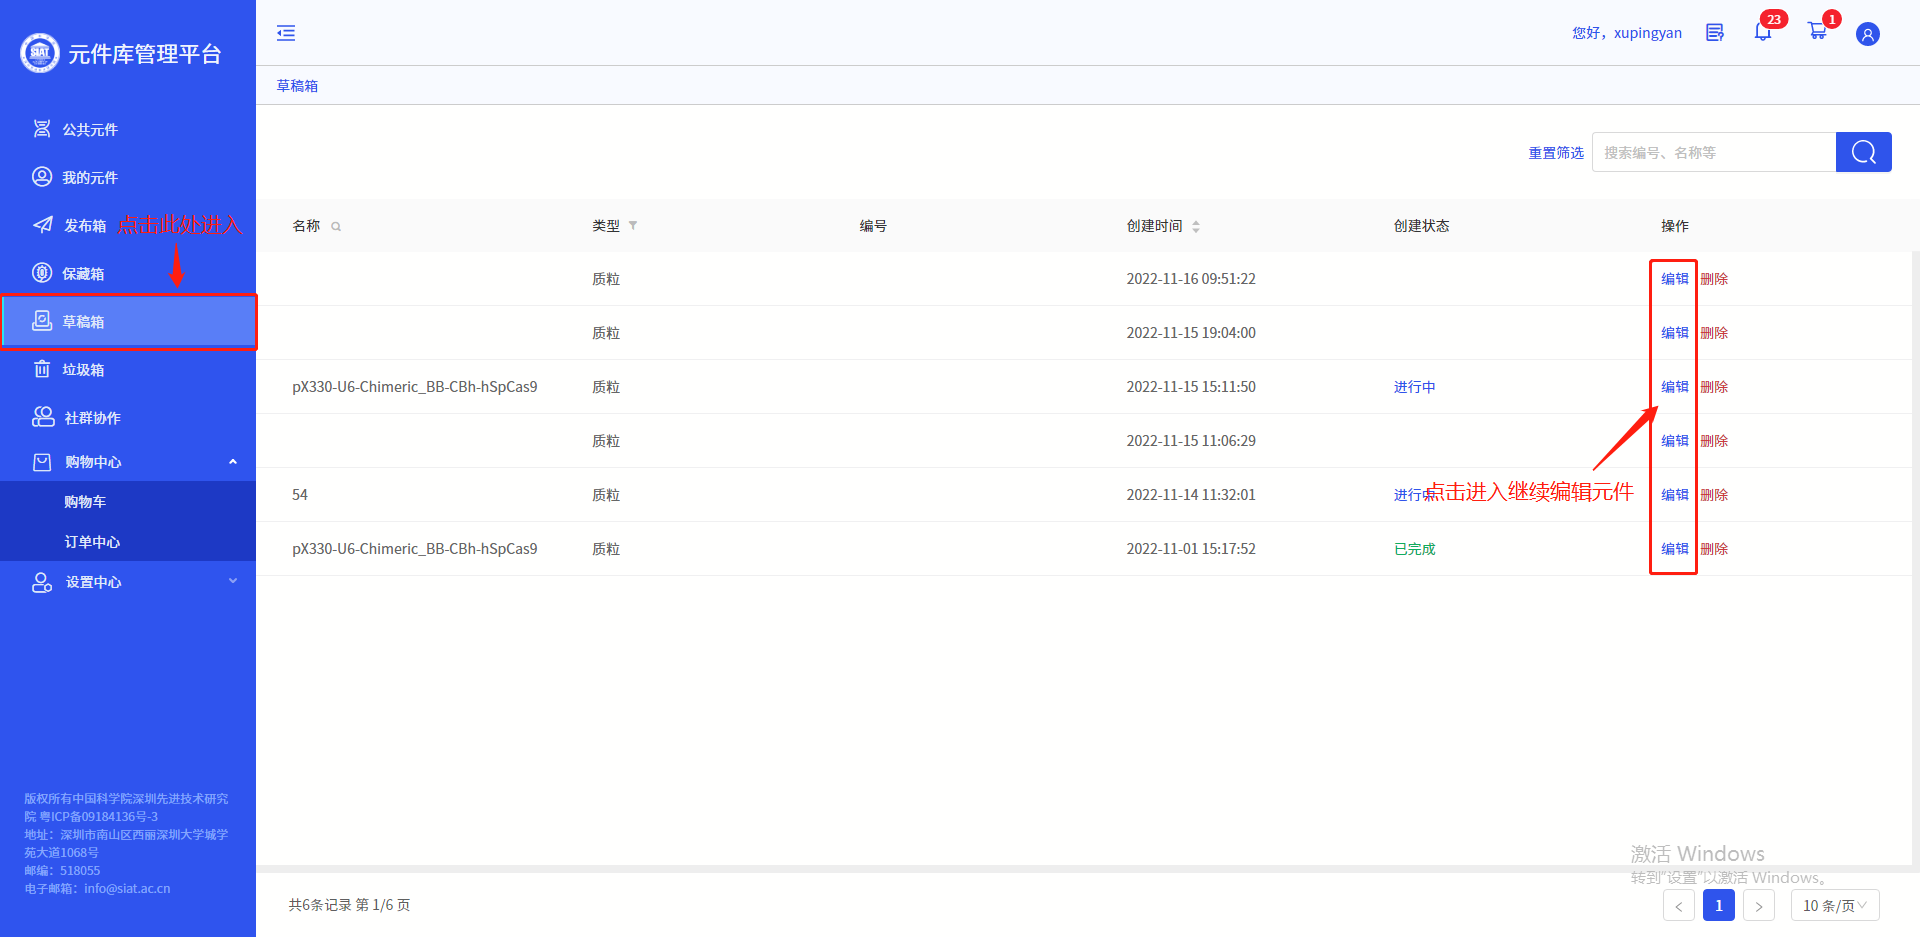 SIAT
元件库管理平台
公共元件
我的元件
发布箱
点击此处进入
保藏箱
草稿箱
垃圾箱
社群协作
购物中心
购物车
订单中心
设置中心
版权所有中国科学院深圳先进技术研究
院 粤ICP备09184136号-3
地址：深圳市南山区西丽深圳大学城学
苑大道1068号
邮编：518055
电子邮箱：info@siat.ac.cn
您好，xupingyan
23
1
草稿箱
重置筛选
搜索编号、名称等
名称 类型 编号 创建时间 创建状态 操作
质粒 2022-11-16 09:51:22 编辑 删除
质粒 2022-11-15 19:04:00 编辑 删除
pX330-U6-Chimeric_BB-CBh-hSpCas9 质粒 2022-11-15 15:11:50 进行中 编辑 删除
质粒 2022-11-15 11:06:29 编辑 删除
54 质粒 2022-11-14 11:32:01 进行中 编辑 删除
点击进入继续编辑元件
pX330-U6-Chimeric_BB-CBh-hSpCas9 质粒 2022-11-01 15:17:52 已完成 编辑 删除
激活 Windows
转到"设置"以激活 Windows。
共6条记录 第 1/6 页
< 1 > 10 条/页